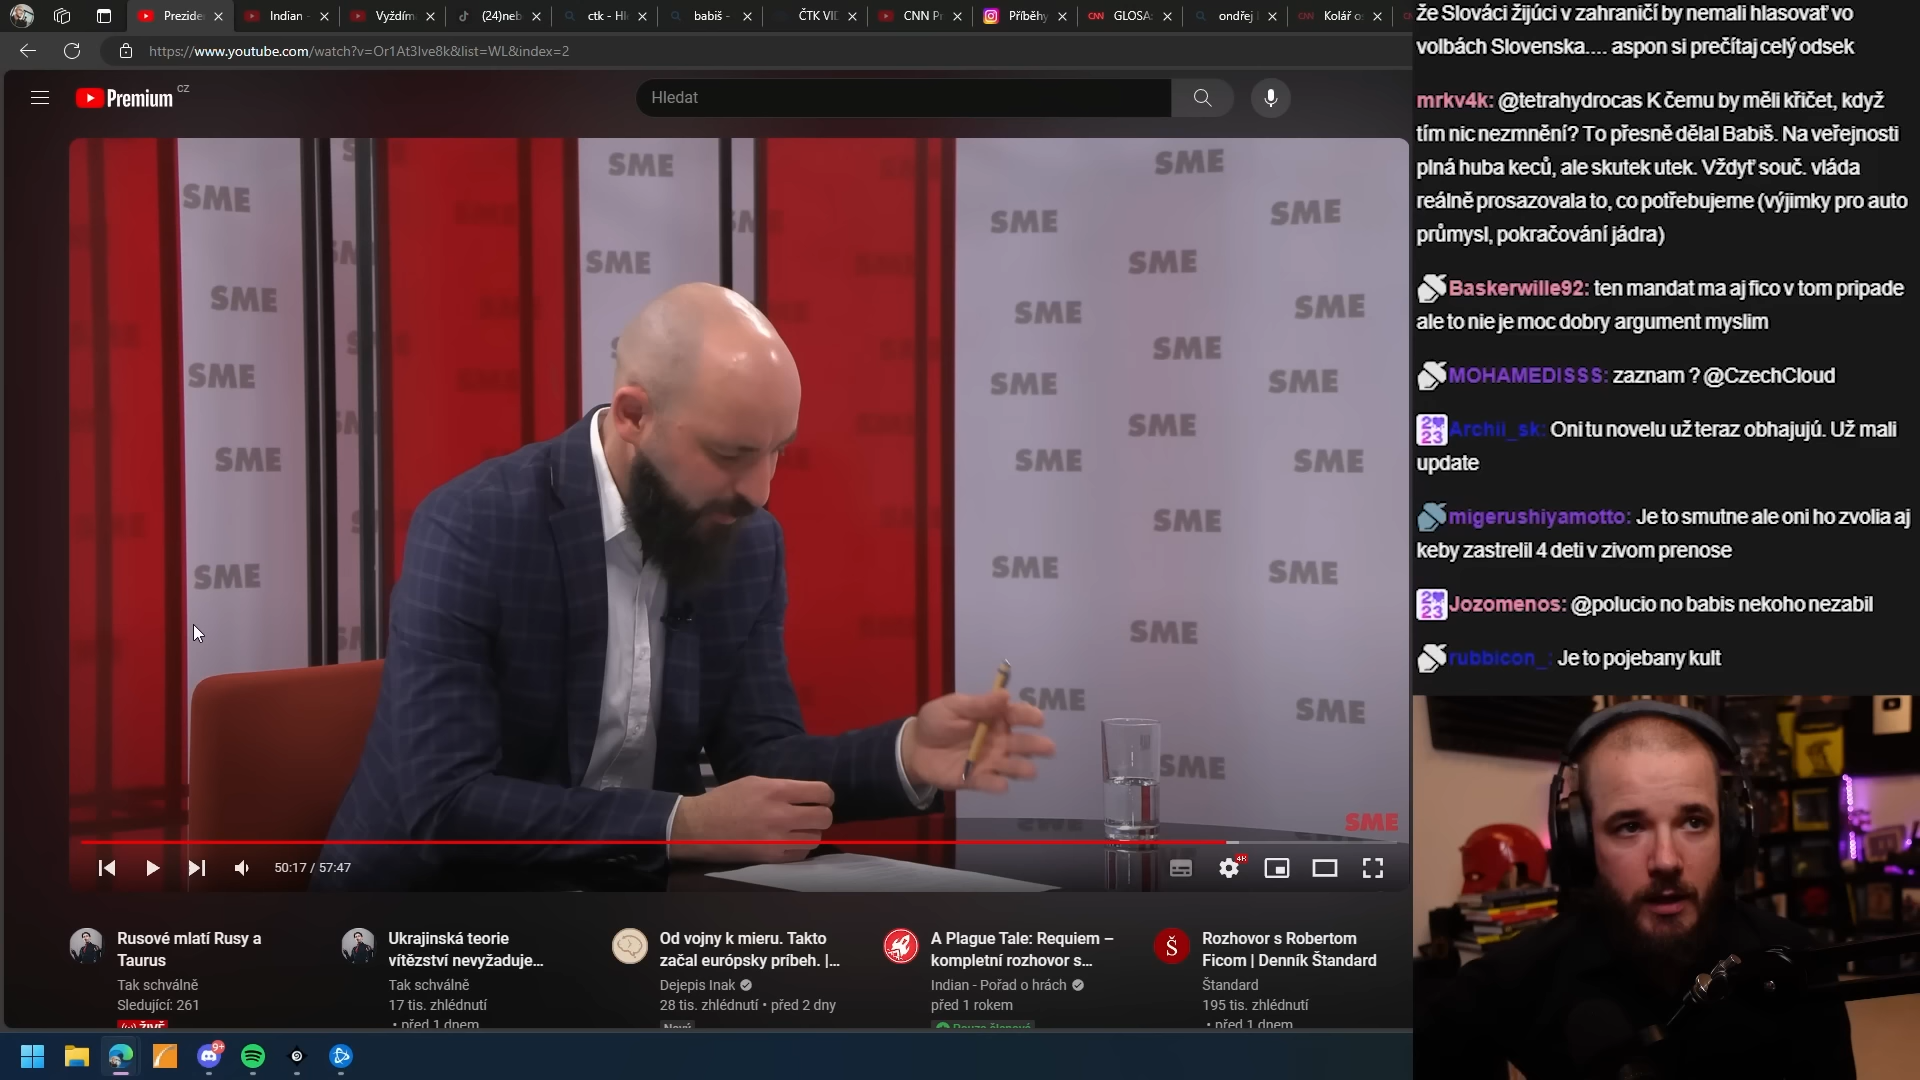 Prezide
Indian -
Vyždím
(24)neb
ctk - Hl
babiš -
ČTK VI
CNN P
Příběhy
GLOSA:
ondřej
Kolář o
https://www.youtube.com/watch?v=Or1At3lve8k&list=WL&index=2
Premium CZ
Hledat
SME
50:17 / 57:47
4K
Rusové mlatí Rusy a
Taurus
Tak schválně
Sledující: 261
ŽIVĚ
Ukrajinská teorie
vítězství nevyžaduje...
Tak schválně
17 tis. zhlédnutí
• před 1 dnem
Od vojny k mieru. Takto
začal európsky príbeh. |...
Dejepis Inak
28 tis. zhlédnutí • před 2 dny
Nový
A Plague Tale: Requiem –
kompletní rozhovor s...
Indian - Pořad o hrách
před 1 rokem
Š
Rozhovor s Robertom
Ficom | Denník Štandard
Štandard
195 tis. zhlédnutí
• před 1 dnem
9+
že Slováci žijúci v zahraničí by nemali hlasovať vo
volbách Slovenska.... aspon si prečítaj celý odsek
mrkv4k: @tetrahydrocas K čemu by měli křičet, když
tím nic nezmnění? To přesně dělal Babiš. Na veřejnosti
plná huba keců, ale skutek utek. Vždyť souč. vláda
reálně prosazovala to, co potřebujeme (výjimky pro auto
průmysl, pokračování jádra)
Baskerwille92: ten mandat ma aj fico v tom pripade
ale to nie je moc dobry argument myslim
MOHAMEDISSS: zaznam ? @CzechCloud
Archii_sk: Oni tu novelu už teraz obhajujú. Už mali
update
migerushiyamotto: Je to smutne ale oni ho zvolia aj
keby zastrelil 4 deti v zivom prenose
Jozomenos: @polucio no babis nekoho nezabil
rubbicon_: Je to pojebany kult